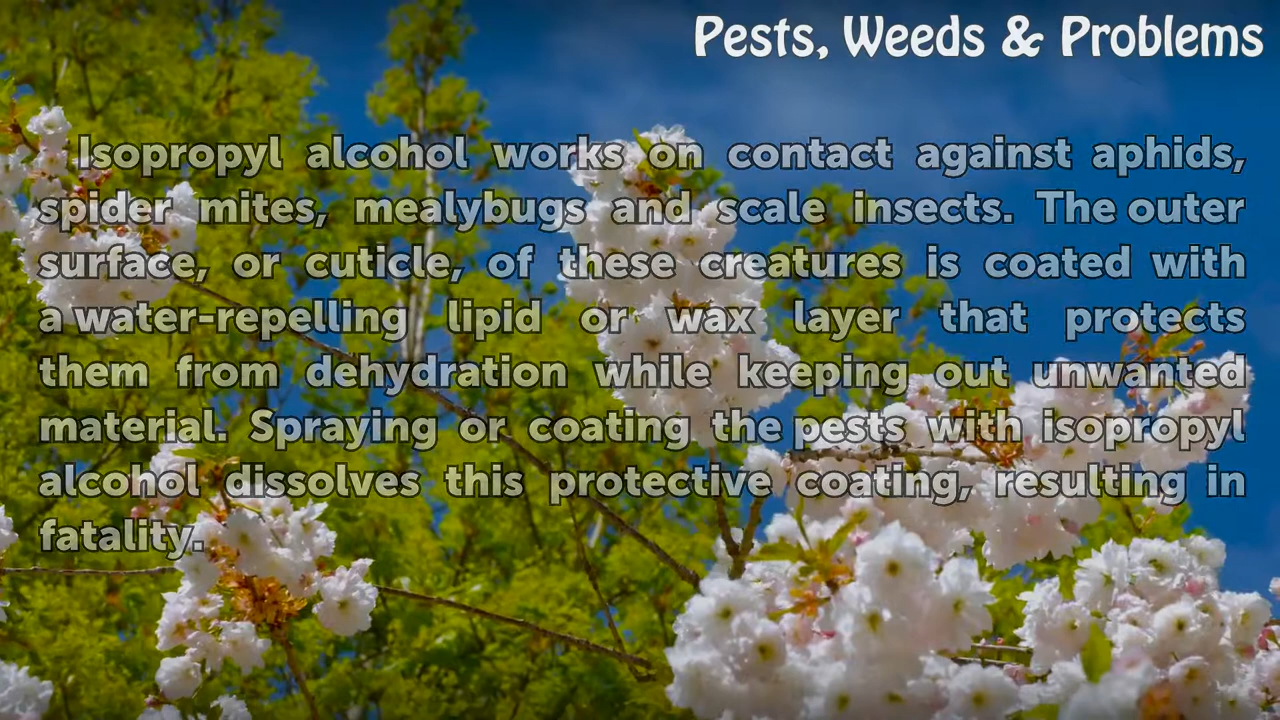 Pests, Weeds & Problems
Isopropyl alcohol works on contact against aphids,
spider mites, mealybugs and scale insects. The outer
surface, or cuticle, of these creatures is coated with
a water-repelling lipid or wax layer that protects
them from dehydration while keeping out unwanted
material. Spraying or coating the pests with isopropyl
alcohol dissolves this protective coating, resulting in
fatality.